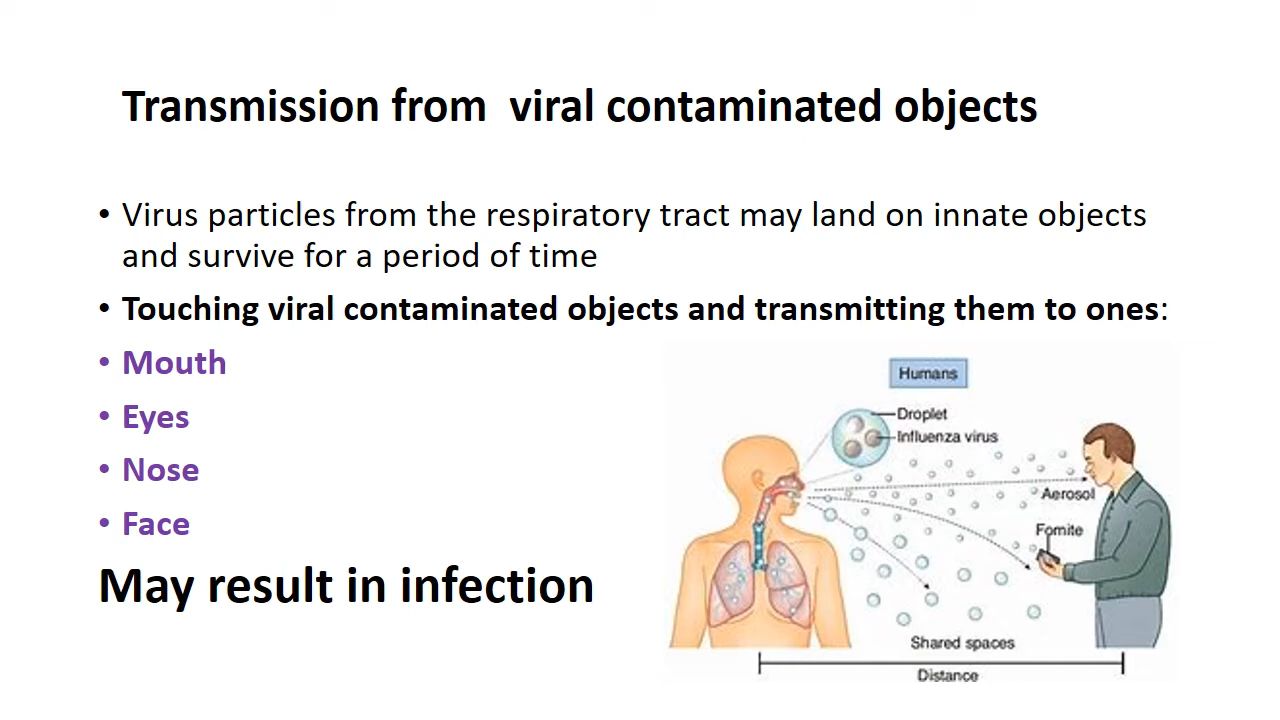 Transmission from  viral contaminated objects
• Virus particles from the respiratory tract may land on innate objects
and survive for a period of time
• Touching viral contaminated objects and transmitting them to ones:
• Mouth
• Eyes
• Nose
• Face
May result in infection
Humans
Droplet
Influenza virus
Aerosol
Fomite
Shared spaces
Distance